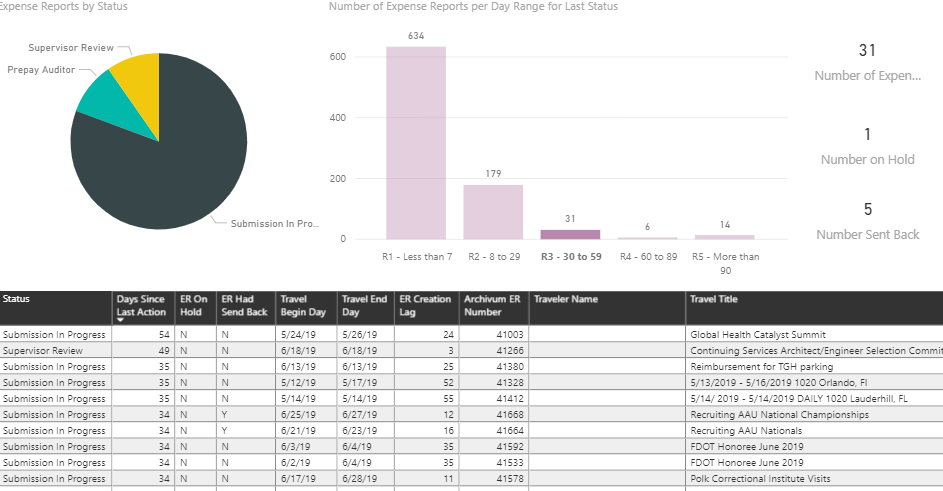 Expense Reports by Status
Number of Expense Reports per Day Range for Last Status
Supervisor Review
Prepay Auditor
Submission In Pro...
634
179
31
6
14
600
400
200
0
R1 - Less than 7
R2 - 8 to 29
R3 - 30 to 59
R4 - 60 to 89
R5 - More than
90
31
Number of Expen...
1
Number on Hold
5
Number Sent Back
Status Days Since ER On ER Had Travel Travel End ER Creation Archivum ER Traveler Name Travel Title
Last Action Hold Send Back Begin Day Day Lag Number
Submission In Progress 54 N N 5/24/19 5/26/19 24 41003 Global Health Catalyst Summit
Supervisor Review 49 N N 6/18/19 6/18/19 3 41266 Continuing Services Architect/Engineer Selection Commit
Submission In Progress 35 N N 6/13/19 6/13/19 25 41380 Reimbursement for TGH parking
Submission In Progress 35 N N 5/12/19 5/17/19 52 41328 5/13/2019 - 5/16/2019 1020 Orlando, Fl
Submission In Progress 35 N N 5/14/19 5/14/19 55 41412 5/14/ 2019 - 5/14/2019 DAILY 1020 Lauderhill, FL
Submission In Progress 34 N Y 6/25/19 6/27/19 12 41668 Recruiting AAU National Championships
Submission In Progress 34 N Y 6/21/19 6/23/19 16 41664 Recruiting AAU Nationals
Submission In Progress 34 N N 6/3/19 6/4/19 35 41592 FDOT Honoree June 2019
Submission In Progress 34 N N 6/2/19 6/4/19 35 41533 FDOT Honoree June 2019
Submission In Progress 34 N N 6/17/19 6/28/19 11 41578 Polk Correctional Institute Visits